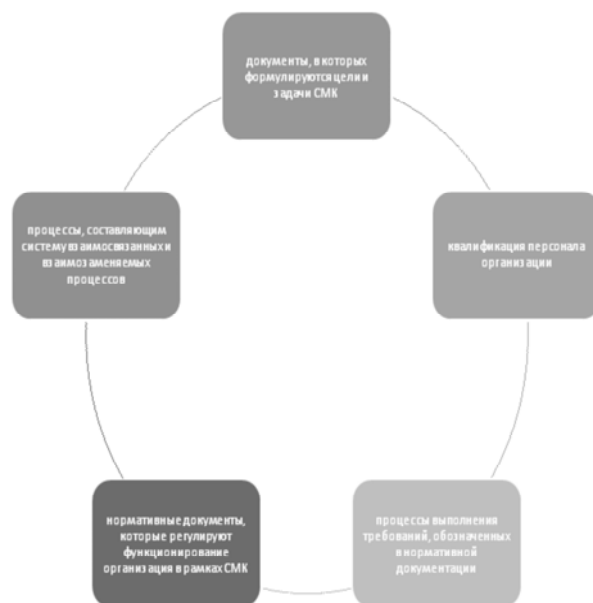 документы, в которых
формулируются цели и
задачи СМК
квалификация персонала
организации
процессы выполнения
требований, обозначенных
в нормативной
документации
нормативные документы,
которые регулируют
функционирование
организация в рамках СМК
процессы, составляющим
систему взаимосвязанных и
взаимозаменяемых
процессов